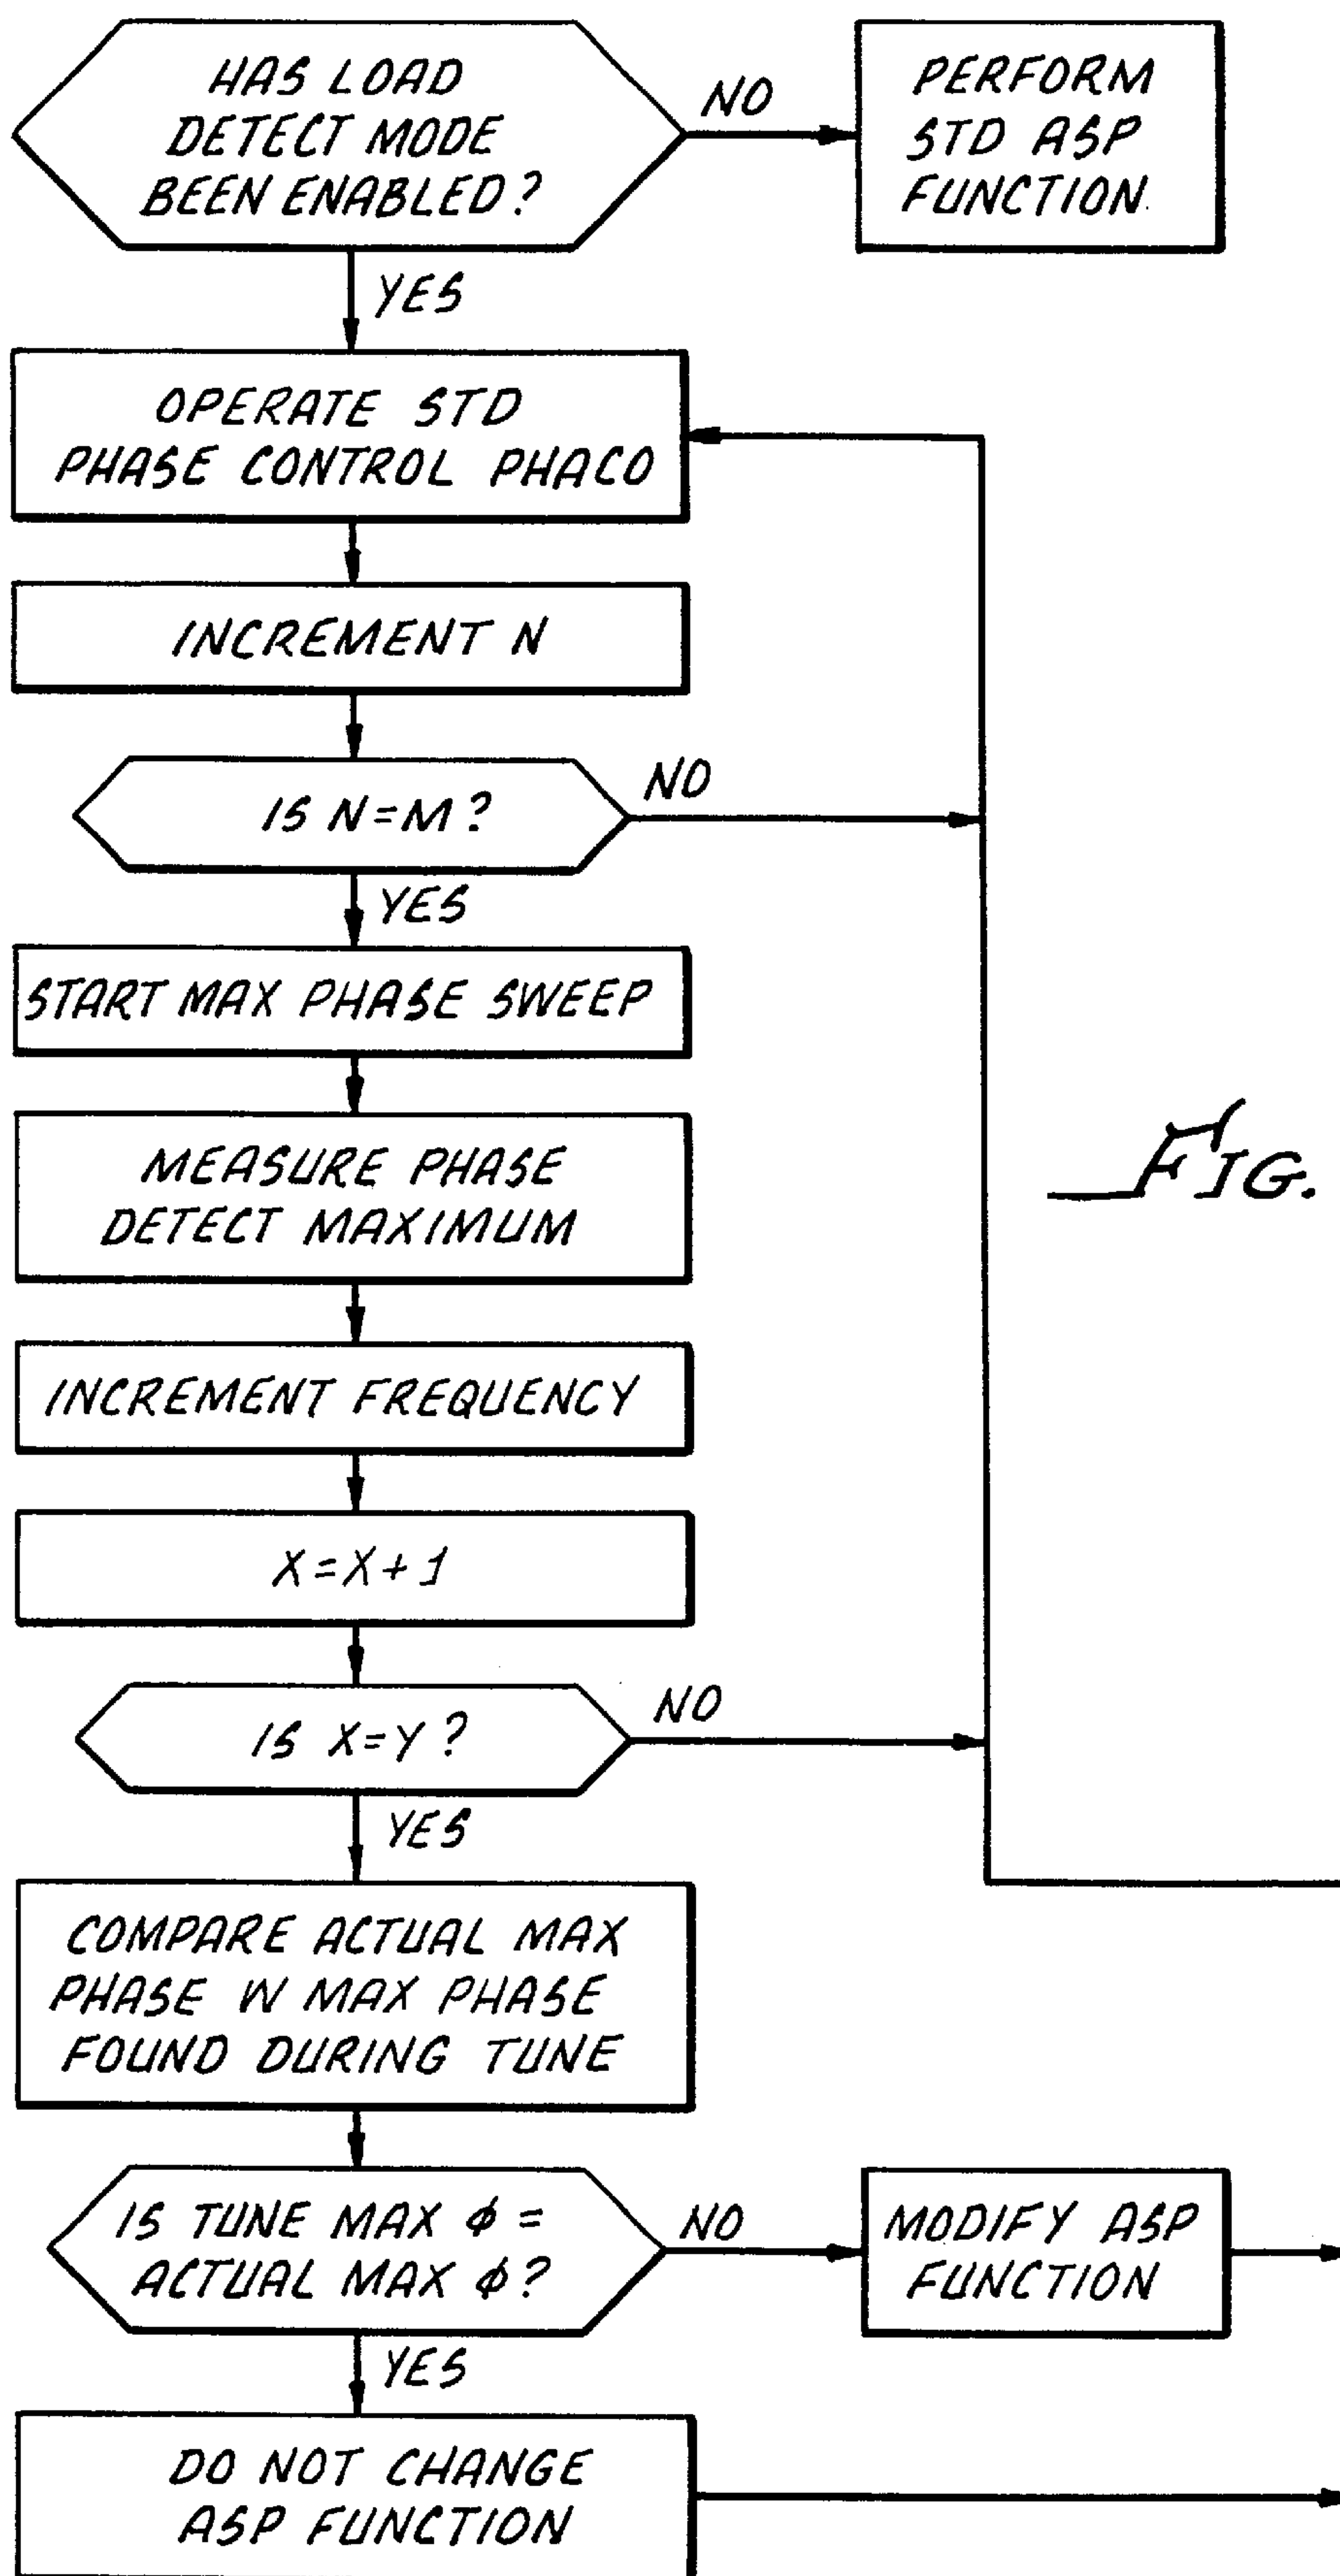 HAS LOAD
DETECT MODE
BEEN ENABLED?
NO
PERFORM
STD ASP
FUNCTION
YES
OPERATE STD
PHASE CONTROL PHACO
INCREMENT N
IS N=M?
NO
YES
START MAX PHASE SWEEP
MEASURE PHASE
DETECT MAXIMUM
FIG.
INCREMENT FREQUENCY
X=X+1
IS X=Y?
NO
YES
COMPARE ACTUAL MAX
PHASE W MAX PHASE
FOUND DURING TUNE
IS TUNE MAX ϕ =
ACTUAL MAX ϕ?
NO
MODIFY ASP
FUNCTION
YES
DO NOT CHANGE
ASP FUNCTION